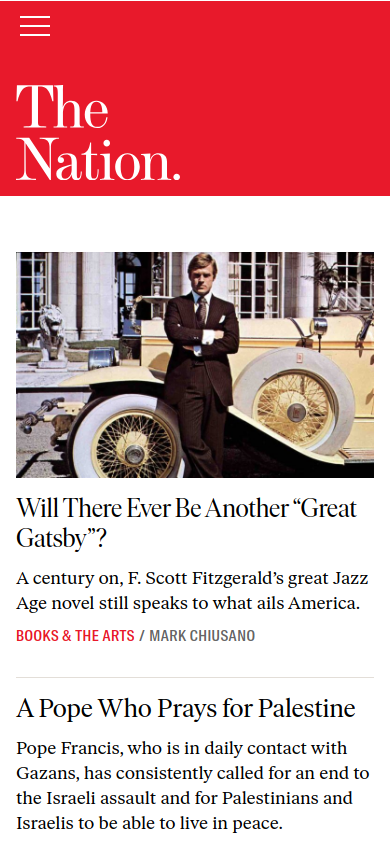 The
Nation.
Will There Ever Be Another “Great
Gatsby”?
A century on, F. Scott Fitzgerald’s great Jazz
Age novel still speaks to what ails America.
BOOKS & THE ARTS / MARK CHIUSANO
A Pope Who Prays for Palestine
Pope Francis, who is in daily contact with
Gazans, has consistently called for an end to
the Israeli assault and for Palestinians and
Israelis to be able to live in peace.